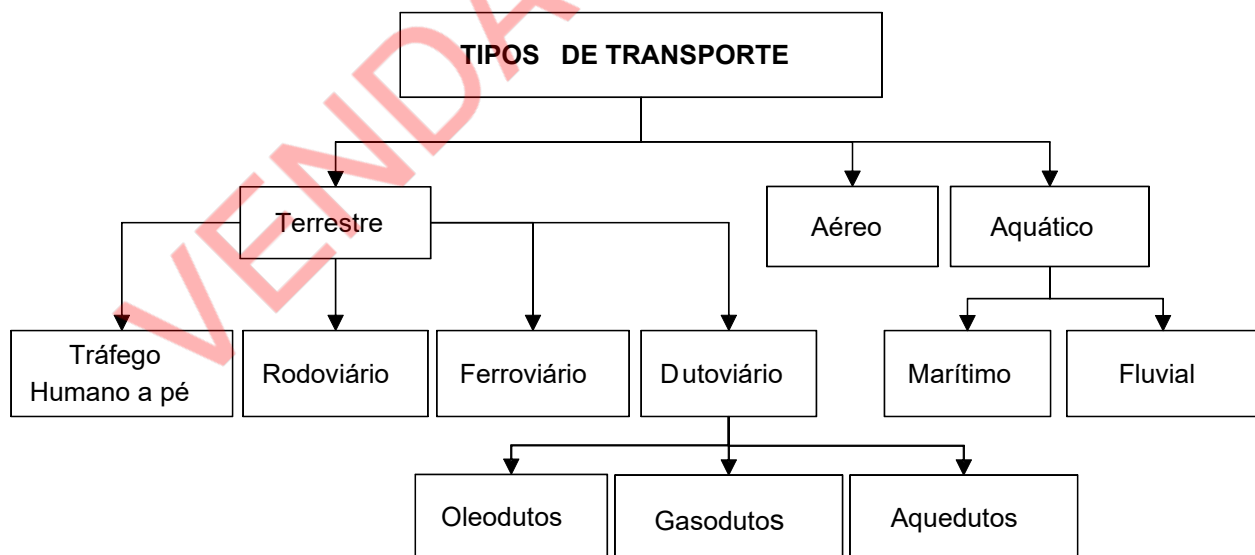 TIPOS DE TRANSPORTE
Terrestre
Aéreo
Aquático
Tráfego
Humano a pé
Rodoviário
Ferroviário
Dutoviário
Marítimo
Fluvial
Oleodutos
Gasodutos
Aquedutos
VENDA